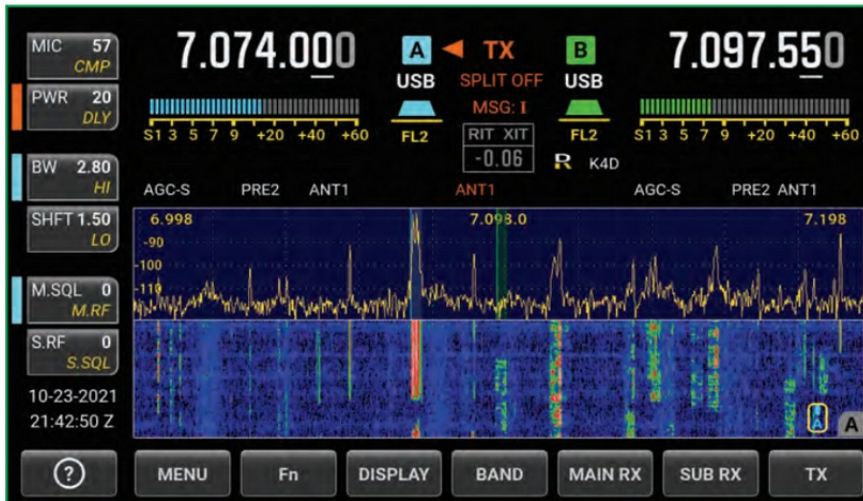 MIC 57
CMP
PWR 20
DLY
BW 2.80
HI
SHFT 1.50
LO
M.SQL 0
M.RF
S.RF 0
S.SQL
10-23-2021
21:42:50 Z
7.074.000
A
TX
B
7.097.550
USB
SPLIT OFF
USB
MSG: I
S1 3 5 7 9 +20 +40 +60
FL2
RIT XIT
-0.06
FL2
S1 3 5 7 9 +20 +40 +60
R K4D
AGC-S PRE2 ANT1
ANT1
AGC-S PRE2 ANT1
6.998
7.098.0
7.198
-90
-100
-110
A
A
?
MENU
Fn
DISPLAY
BAND
MAIN RX
SUB RX
TX